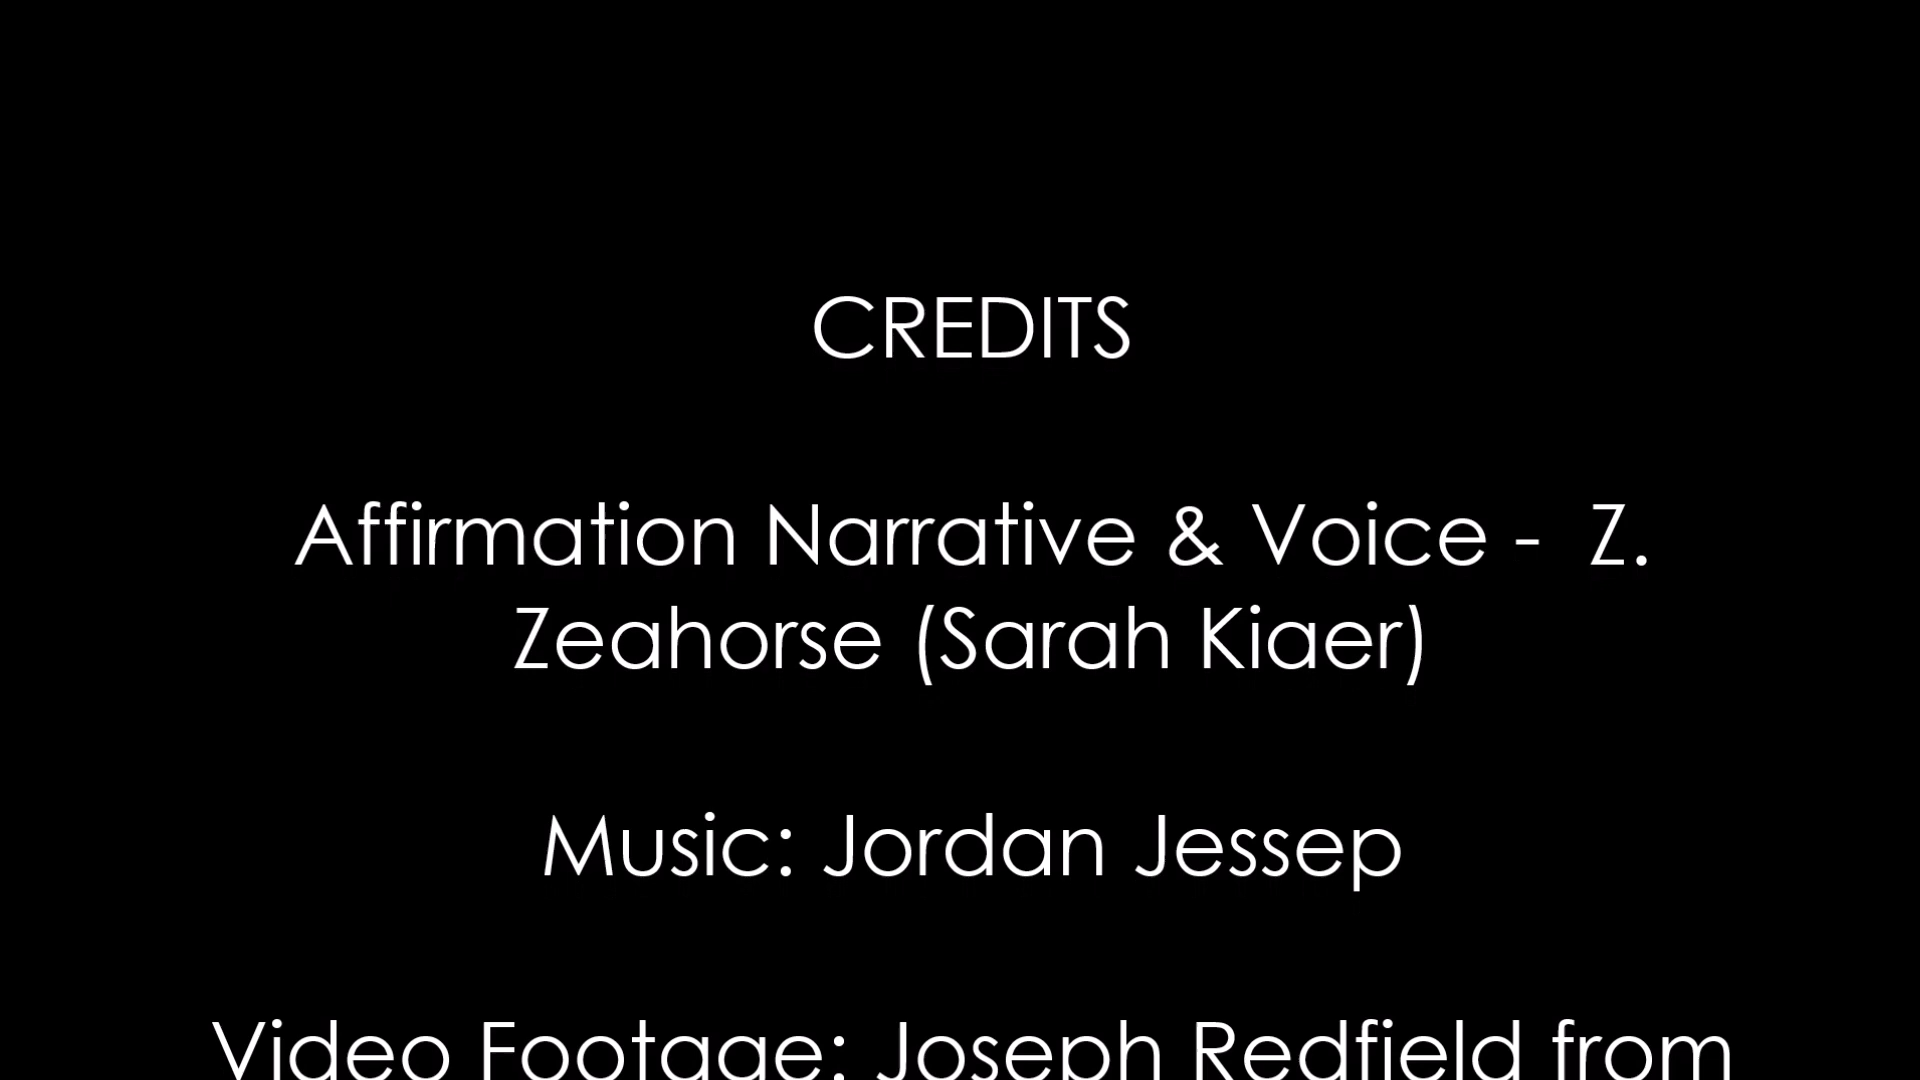 CREDITS
Affirmation Narrative & Voice -  Z.
Zeahorse (Sarah Kiaer)
Music: Jordan Jessep
Video Footage: Joseph Redfield from